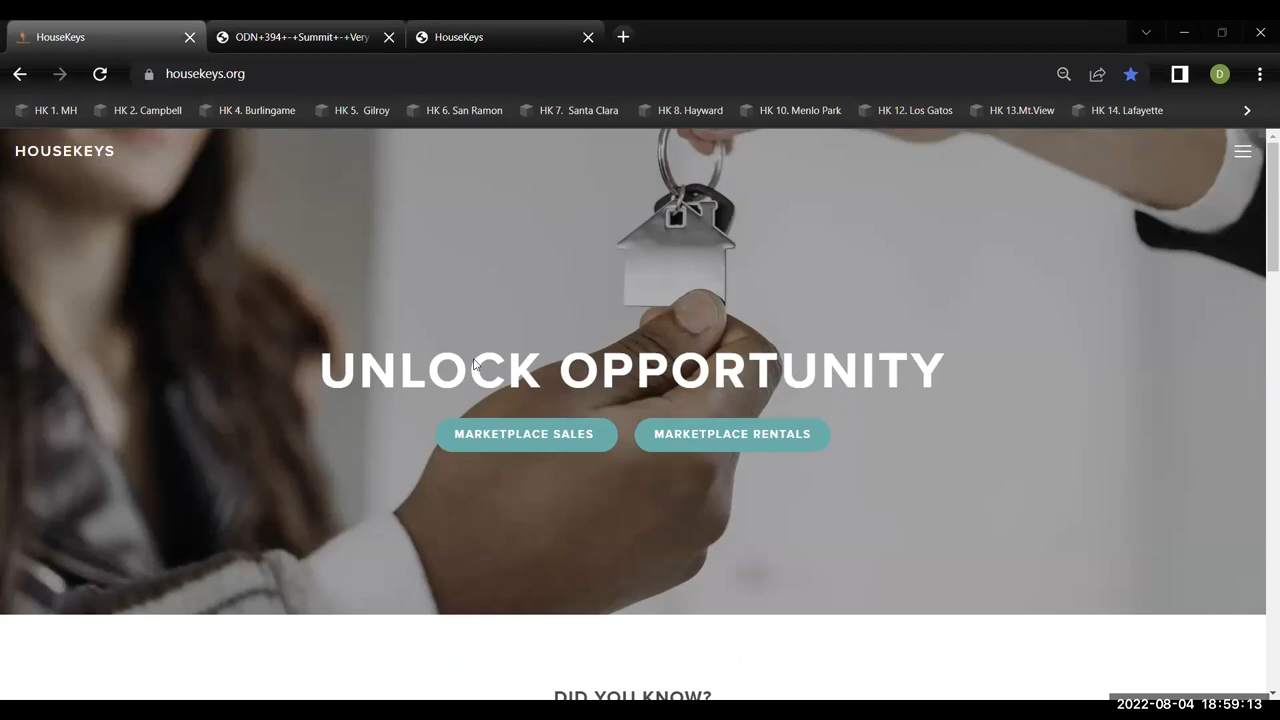 HouseKeys
ODN+394+-+Summit+-+Very
HouseKeys
housekeys.org
D
HK 1. MH
HK 2. Campbell
HK 4. Burlingame
HK 5. Gilroy
HK 6. San Ramon
HK 7. Santa Clara
HK 8. Hayward
HK 10. Menlo Park
HK 12. Los Gatos
HK 13.Mt.View
HK 14. Lafayette
HOUSEKEYS
UNLOCK OPPORTUNITY
MARKETPLACE SALES
MARKETPLACE RENTALS
DID YOU KNOW?
2022-08-04 18:59:13